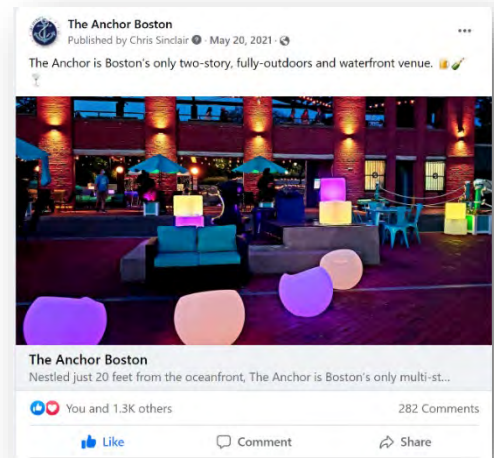 The Anchor Boston
Published by Chris Sinclair · May 20, 2021 ·
The Anchor is Boston's only two-story, fully-outdoors and waterfront venue.
The Anchor Boston
Nestled just 20 feet from the oceanfront, The Anchor is Boston's only multi-st...
You and 1.3K others
282 Comments
Like
Comment
Share